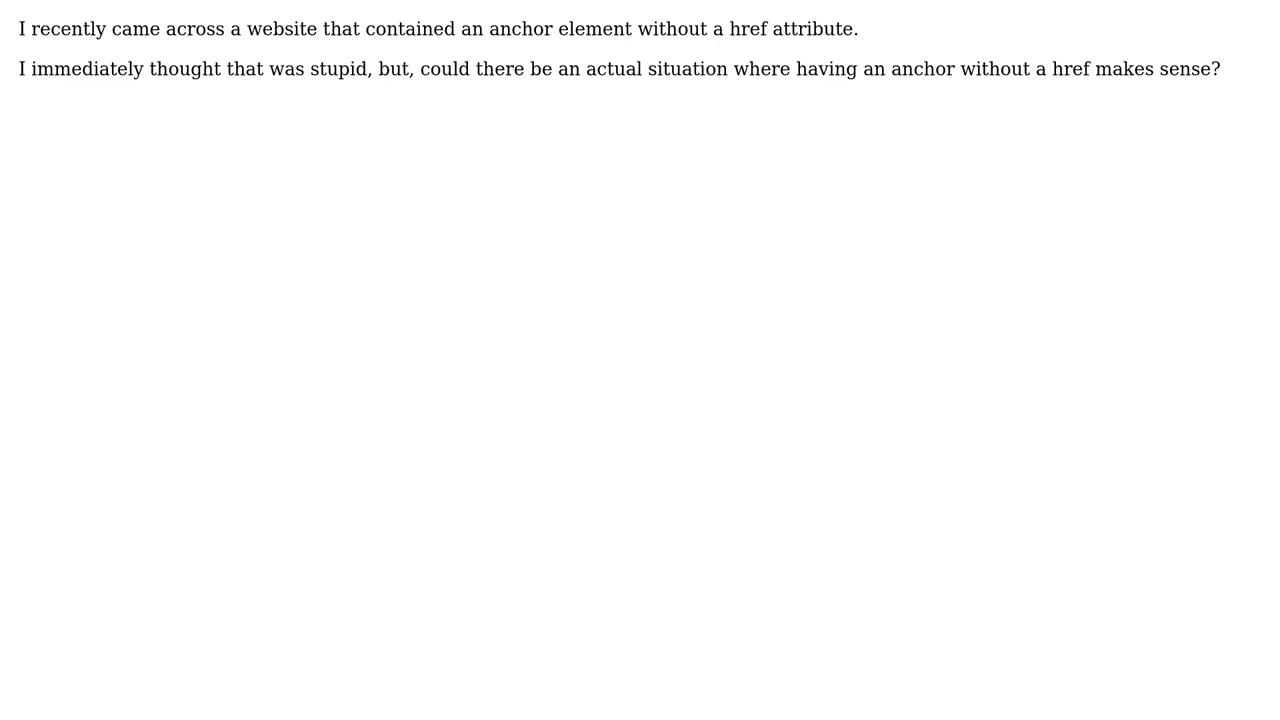 I recently came across a website that contained an anchor element without a href attribute.
I immediately thought that was stupid, but, could there be an actual situation where having an anchor without a href makes sense?